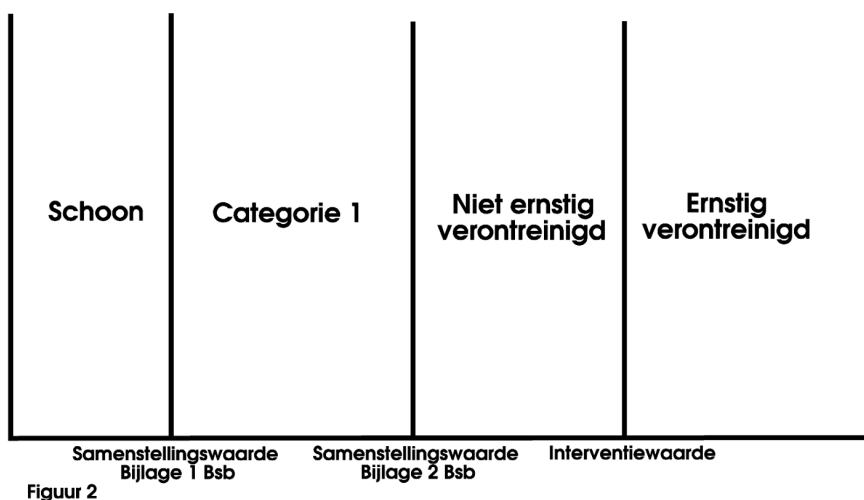 Schoon
Categorie 1
Niet ernstig
verontreinigd
Ernstig
verontreinigd
Samenstellingswaarde
Bijlage 1 Bsb
Samenstellingswaarde
Bijlage 2 Bsb
Interventiewaarde
Figuur 2